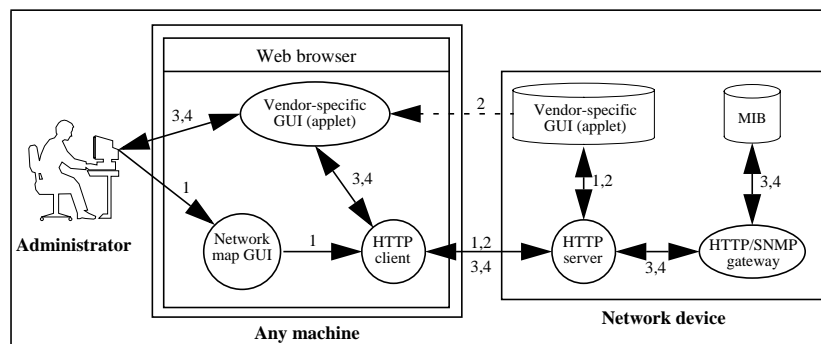 Web browser
Vendor-specific
GUI (applet)
2
Vendor-specific
GUI (applet)
MIB
3,4
3,4
1,2
3,4
1
Network
map GUI
1
HTTP
client
1,2
3,4
HTTP
server
3,4
HTTP/SNMP
gateway
Administrator
Any machine
Network device